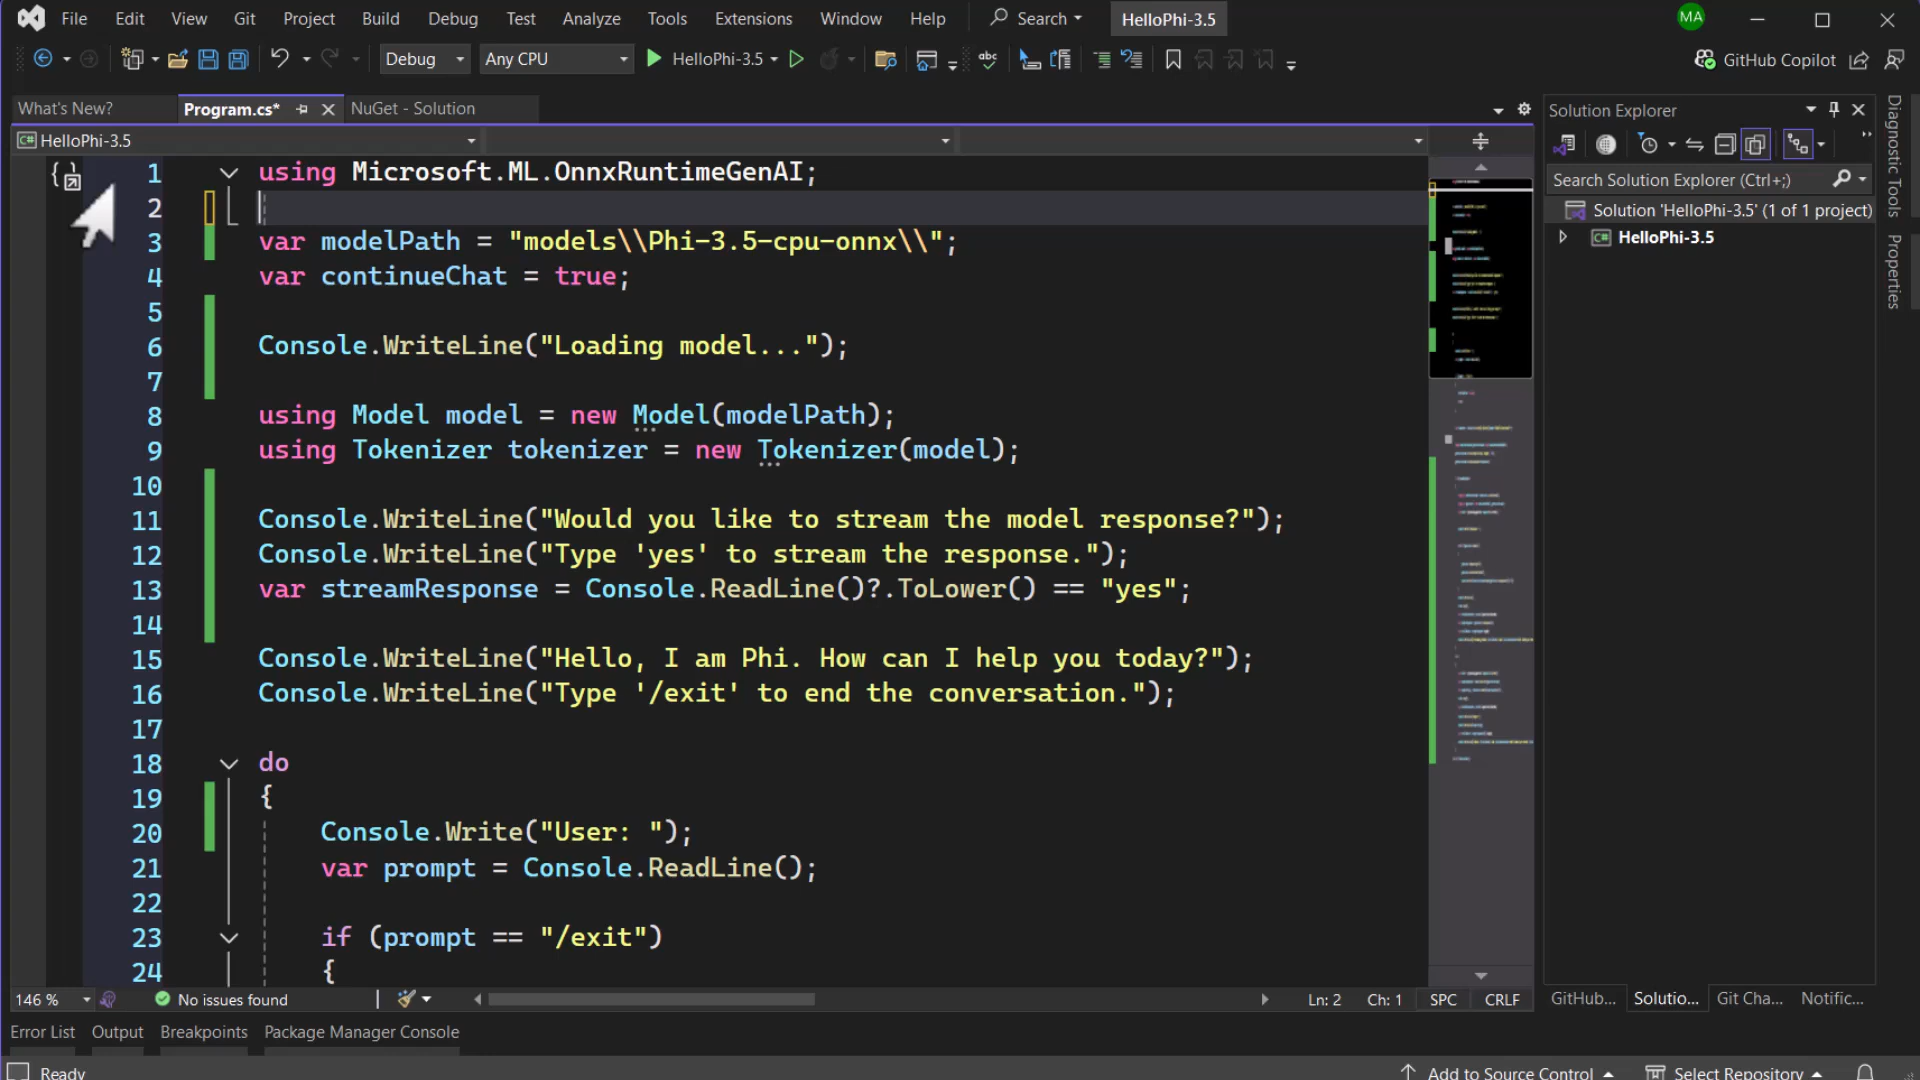 File Edit View Git Project Build Debug Test Analyze Tools Extensions Window Help Search HelloPhi-3.5 MA
Debug Any CPU HelloPhi-3.5 abc GitHub Copilot
What's New? Program.cs* NuGet - Solution
Solution Explorer
C# HelloPhi-3.5
Search Solution Explorer (Ctrl+;)
Solution 'HelloPhi-3.5' (1 of 1 project)
C# HelloPhi-3.5
Diagnostic Tools
Properties
1 using Microsoft.ML.OnnxRuntimeGenAI;
2
3 var modelPath = "models\\Phi-3.5-cpu-onnx\\";
4 var continueChat = true;
5
6 Console.WriteLine("Loading model...");
7
8 using Model model = new Model(modelPath);
9 using Tokenizer tokenizer = new Tokenizer(model);
10
11 Console.WriteLine("Would you like to stream the model response?");
12 Console.WriteLine("Type 'yes' to stream the response.");
13 var streamResponse = Console.ReadLine()?.ToLower() == "yes";
14
15 Console.WriteLine("Hello, I am Phi. How can I help you today?");
16 Console.WriteLine("Type '/exit' to end the conversation.");
17
18 do
19 {
20 Console.Write("User: ");
21 var prompt = Console.ReadLine();
22
23 if (prompt == "/exit")
24 {
146 % No issues found Ln: 2 Ch: 1 SPC CRLF
GitHub... Solutio... Git Cha... Notific...
Error List Output Breakpoints Package Manager Console
Ready Add to Source Control Select Repository